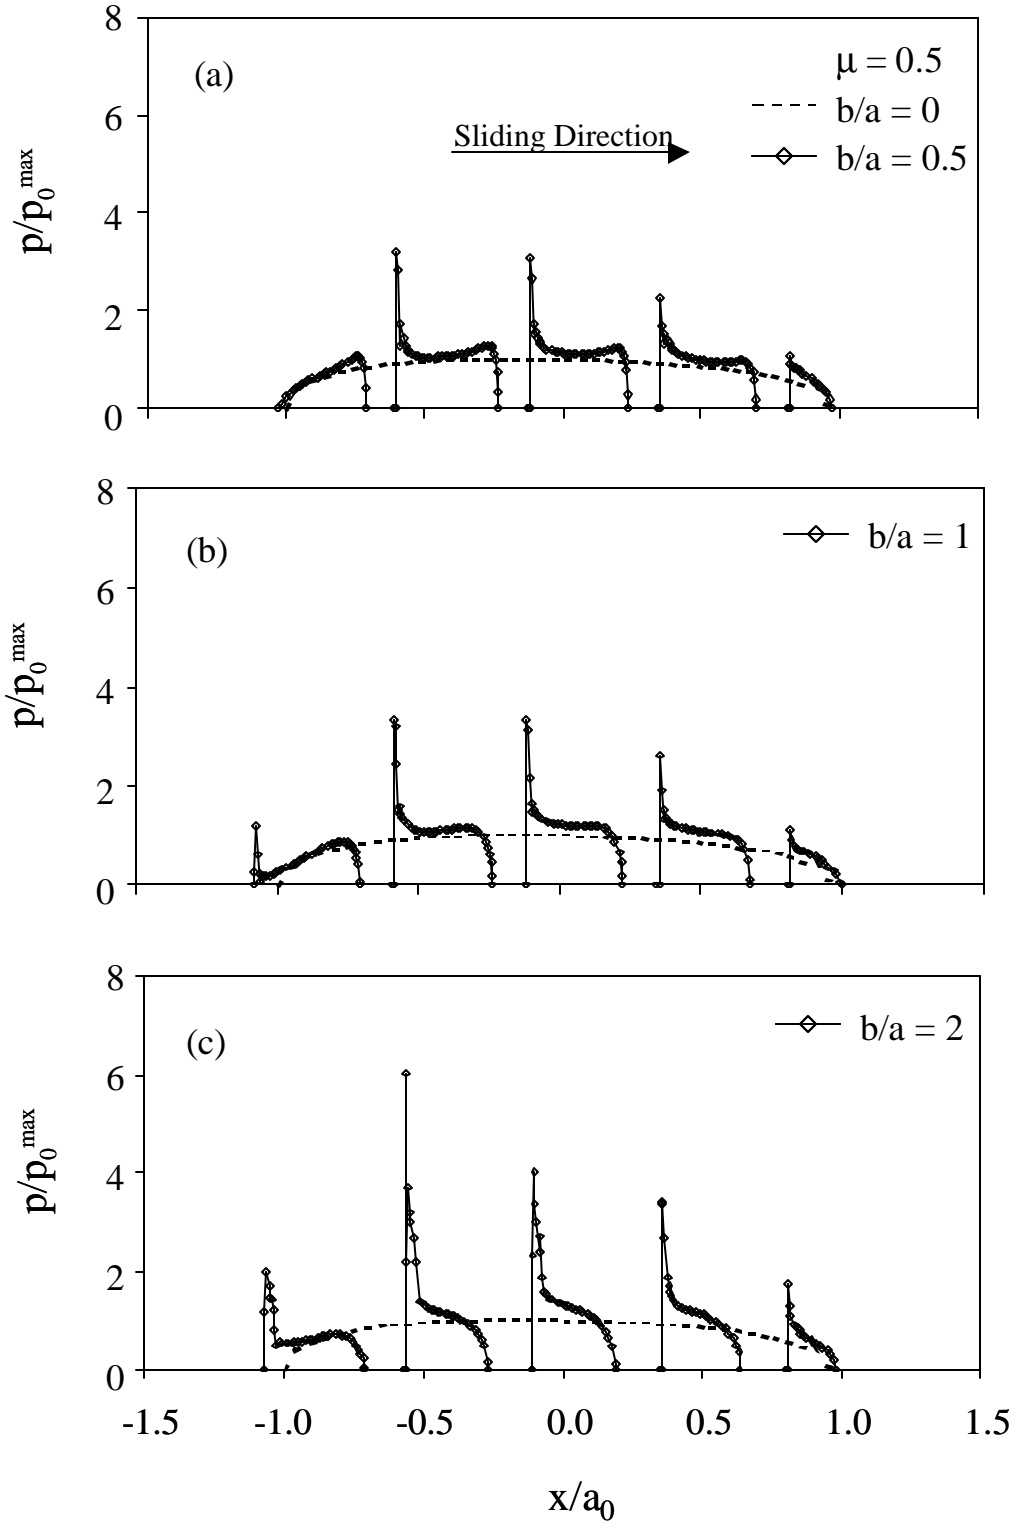 8
(a)
μ = 0.5
6
b/a = 0
Sliding Direction
b/a = 0.5
p/p₀ᵐᵃˣ
4
2
0
8
(b)
b/a = 1
6
p/p₀ᵐᵃˣ
4
2
0
8
(c)
b/a = 2
6
p/p₀ᵐᵃˣ
4
2
0
-1.5 -1.0 -0.5 0.0 0.5 1.0 1.5
x/a₀